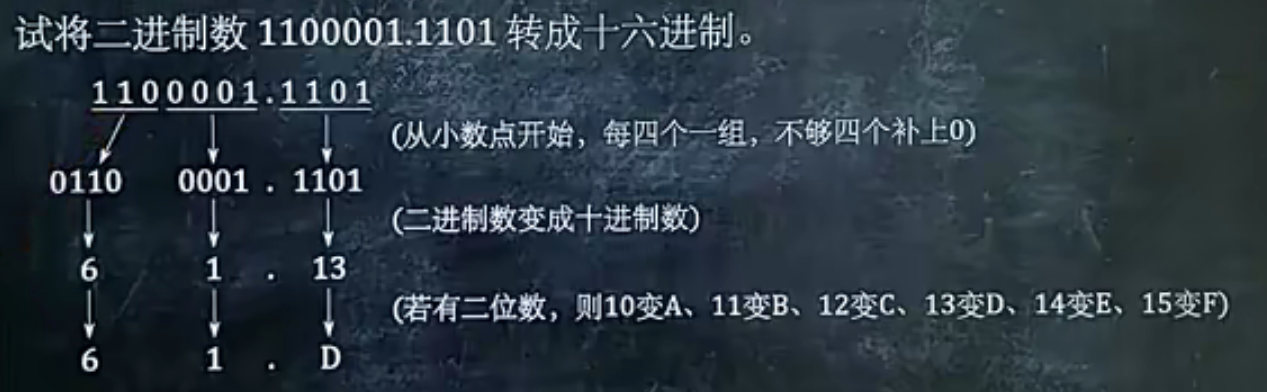 试将二进制数 1100001.1101 转成十六进制。
1100001.1101
(从小数点开始，每四个一组，不够四个补上0)
0110 0001 . 1101
(二进制数变成十进制数)
6 1 . 13
(若有二位数，则10变A、11变B、12变C、13变D、14变E、15变F)
6 1 . D